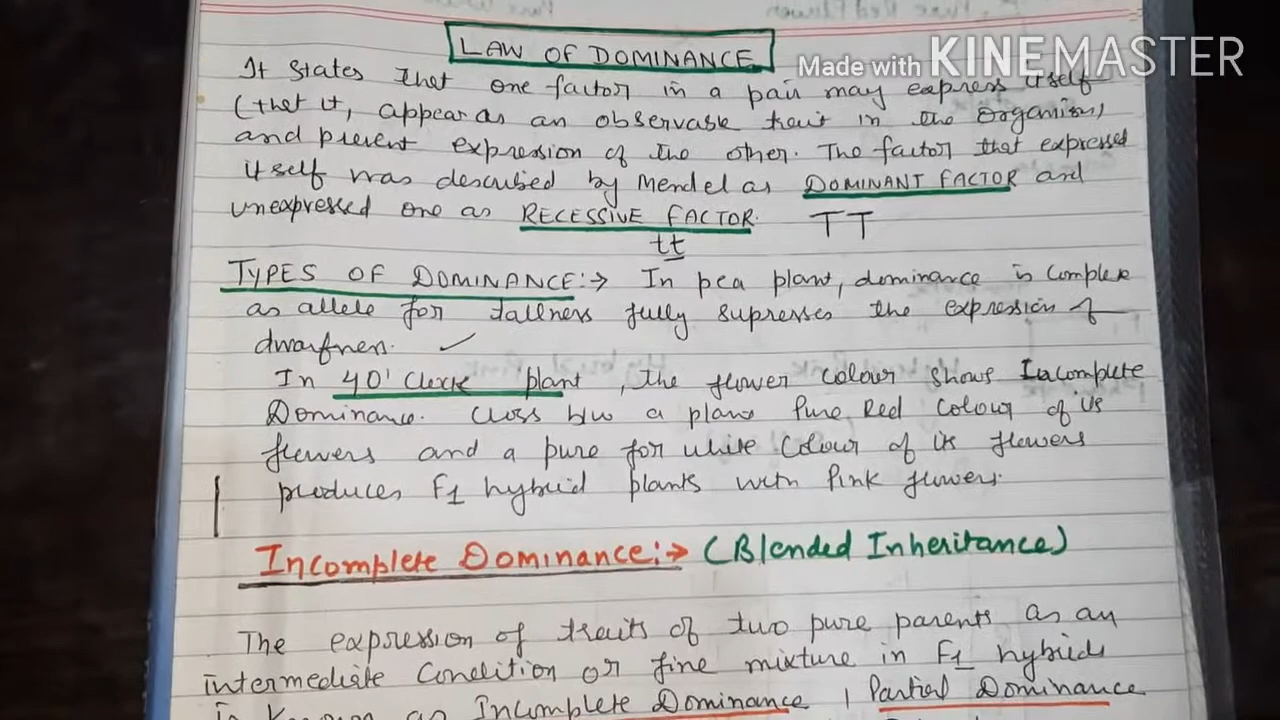 LAW OF DOMINANCE
Made with KINEMASTER
It states that one factor in a pair may express itself
(that it, appear as an observable trait in the organism)
and prevent expression of the other. The factor that expressed
itself was described by Mendel as DOMINANT FACTOR and
unexpressed one as RECESSIVE FACTOR. TT
tt
TYPES OF DOMINANCE:→ In pea plant, dominance is complete
as allele for tallness fully supresses the expression of
dwarfness. ✓
In 4 O' Clock plant, the flower colour shows Incomplete
Dominance. Cross b/w a plant Pure Red colour of its
flowers and a pure for white colour of its flowers
produces F1 hybrid plants with Pink flowers.
Incomplete Dominance:→ (Blended Inheritance)
The expression of traits of two pure parents as an
intermediate condition or fine mixture in F1 hybrids
is known as Incomplete Dominance / Partial Dominance